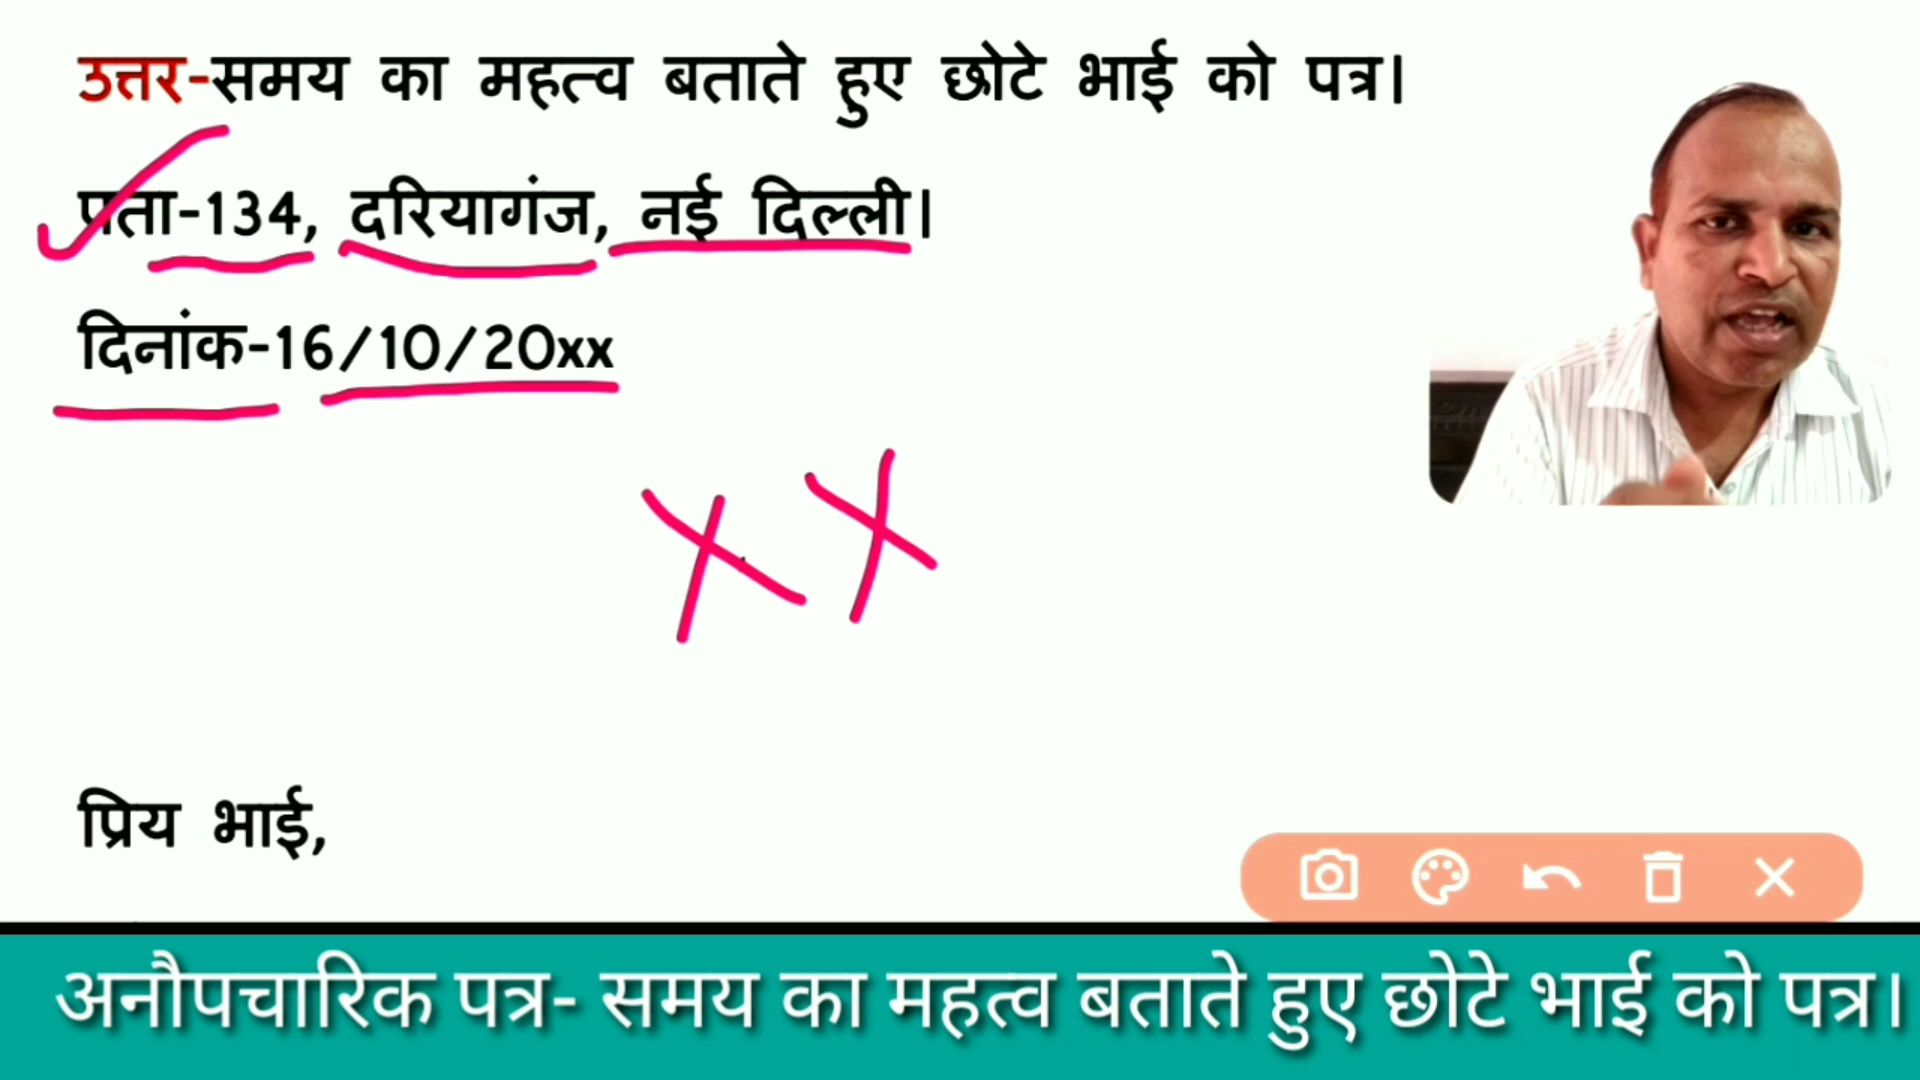 उत्तर-समय का महत्व बताते हुए छोटे भाई को पत्र।
पता-134, दरियागंज, नई दिल्ली।
दिनांक-16/10/20xx
X X
प्रिय भाई,
अनौपचारिक पत्र- समय का महत्व बताते हुए छोटे भाई को पत्र।